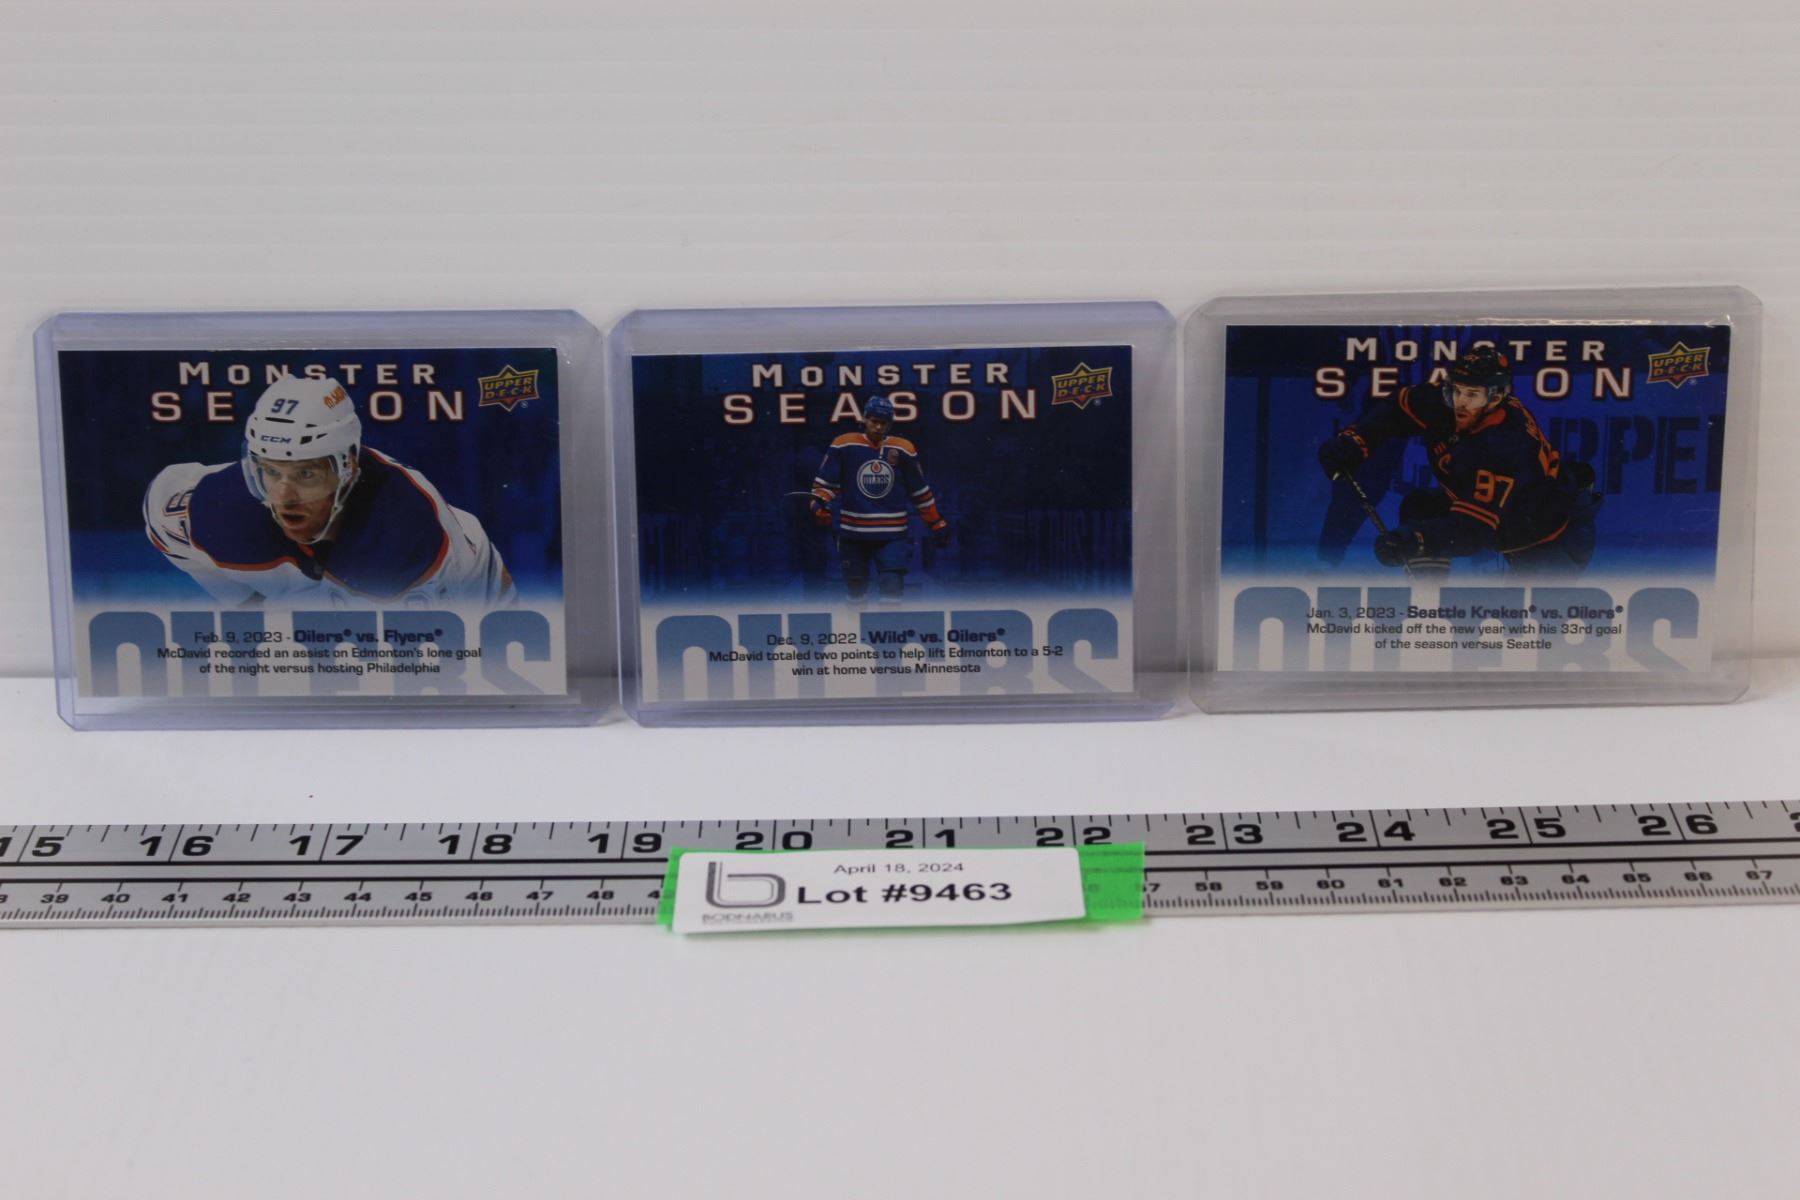 MONSTER
SEASON
UPPER
DECK
97
CCM
OILERS
Feb. 9, 2023 - Oilers® vs. Flyers®
McDavid recorded an assist on Edmonton's lone goal
of the night versus hosting Philadelphia
MONSTER
SEASON
UPPER
DECK
C
OILERS
OILERS
Dec. 9, 2022 - Wild® vs. Oilers®
McDavid totaled two points to help lift Edmonton to a 5-2
win at home versus Minnesota
MONSTER
SEASON
UPPER
DECK
C
97
OILERS
Jan. 3, 2023 - Seattle Kraken® vs. Oilers®
McDavid kicked off the new year with his 33rd goal
of the season versus Seattle
15 16 17 18 19 20 21 22 23 24 25 26
39 40 41 42 43 44 45 46 47 48 57 58 59 60 61 62 63 64 65 66 67
April 18, 2024
Lot #9463
b
BODNARUS